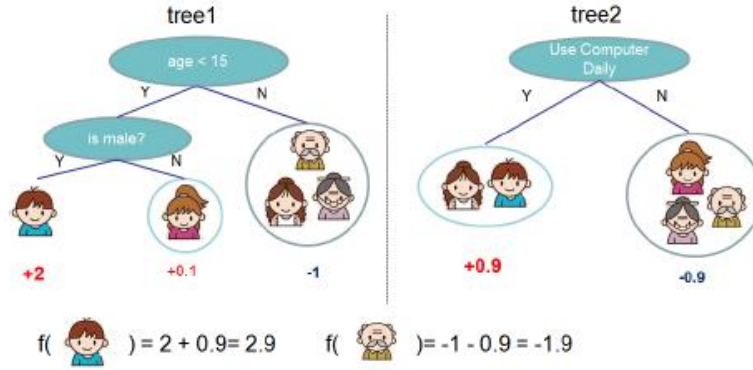 tree1
tree2
age < 15
Use Computer
Daily
Y
N
Y
N
is male?
Y
N
+2
+0.1
-1
+0.9
-0.9
f( ) = 2 + 0.9= 2.9
f( )= -1 - 0.9 = -1.9